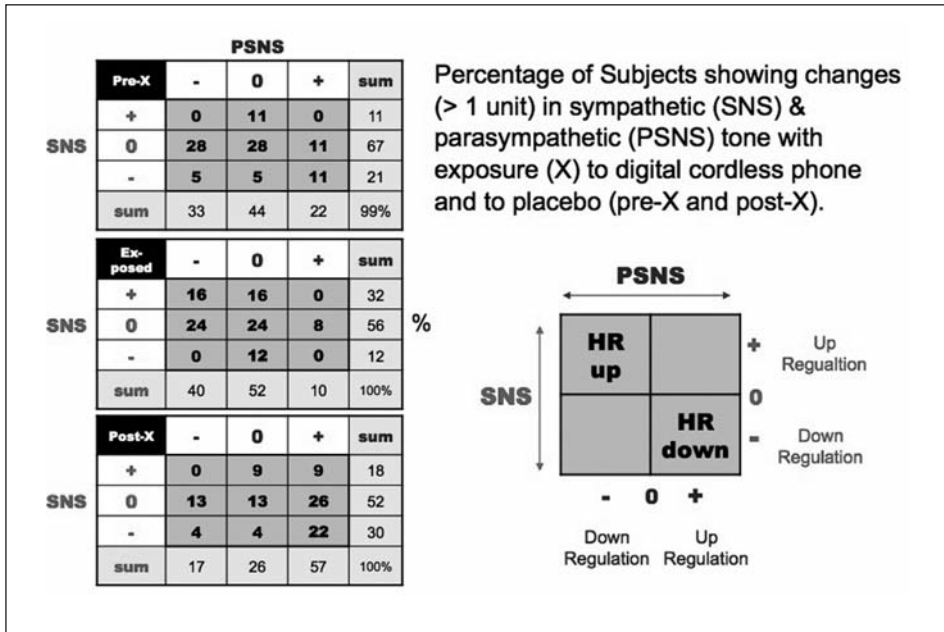 PSNS
Pre-X - 0 + sum
+ 0 11 0 11
SNS 0 28 28 11 67
- 5 5 11 21
sum 33 44 22 99%
Ex-
posed - 0 + sum
+ 16 16 0 32
SNS 0 24 24 8 56 %
- 0 12 0 12
sum 40 52 10 100%
Post-X - 0 + sum
+ 0 9 9 18
SNS 0 13 13 26 52
- 4 4 22 30
sum 17 26 57 100%
Percentage of Subjects showing changes
(> 1 unit) in sympathetic (SNS) &
parasympathetic (PSNS) tone with
exposure (X) to digital cordless phone
and to placebo (pre-X and post-X).
PSNS
SNS
HR
up
HR
down
+ Up
Regualtion
0
- Down
Regulation
- 0 +
Down
Regulation
Up
Regulation